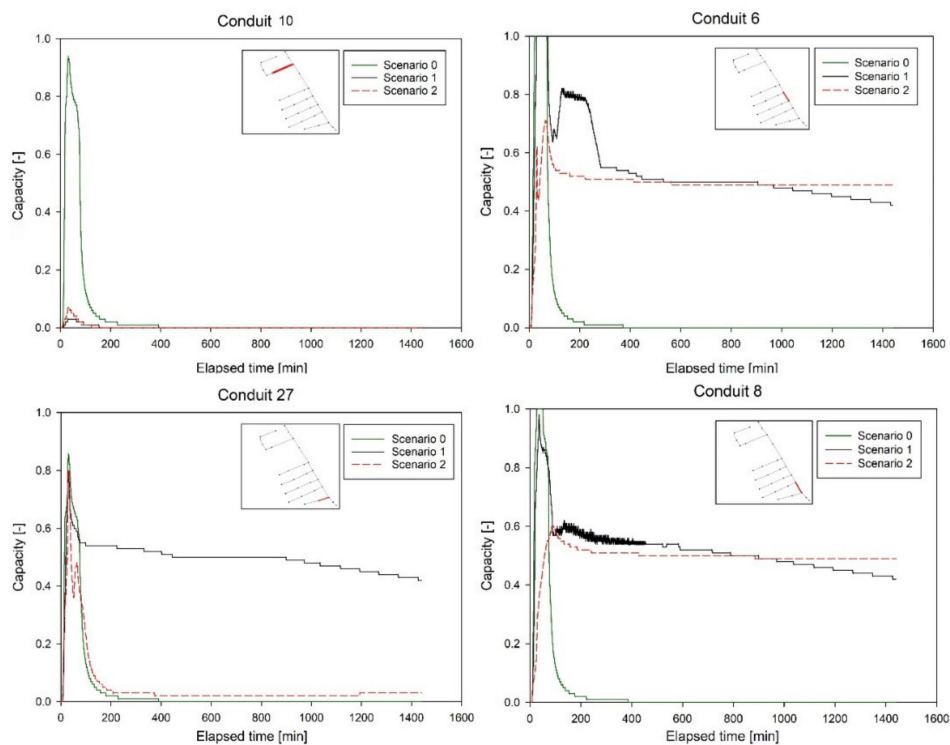 Conduit 10
Capacity [-]
1.0
0.8
0.6
0.4
0.2
0.0
Scenario 0
Scenario 1
Scenario 2
0 200 400 600 800 1000 1200 1400 1600
Elapsed time [min]
Conduit 6
Capacity [-]
1.0
0.8
0.6
0.4
0.2
0.0
Scenario 0
Scenario 1
Scenario 2
0 200 400 600 800 1000 1200 1400 1600
Elapsed time [min]
Conduit 27
Capacity [-]
1.0
0.8
0.6
0.4
0.2
0.0
Scenario 0
Scenario 1
Scenario 2
0 200 400 600 800 1000 1200 1400 1600
Elapsed time [min]
Conduit 8
Capacity [-]
1.0
0.8
0.6
0.4
0.2
0.0
Scenario 0
Scenario 1
Scenario 2
0 200 400 600 800 1000 1200 1400 1600
Elapsed time [min]